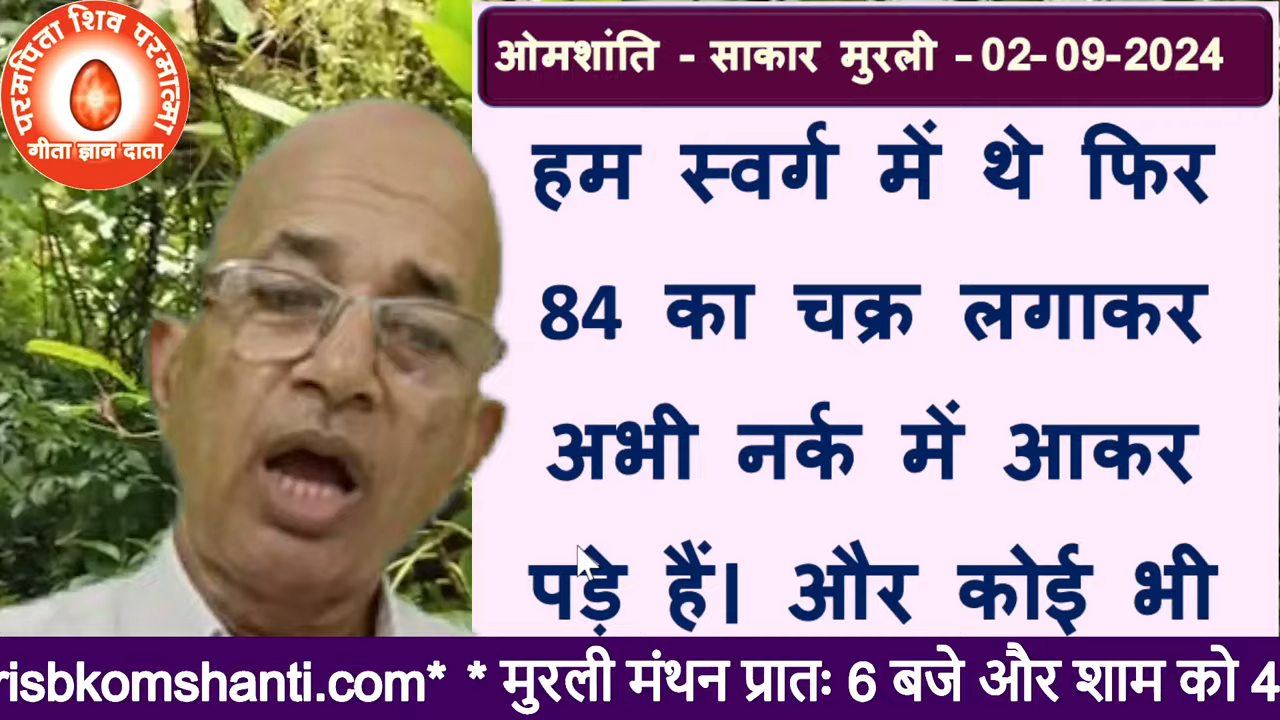 परमपिता शिव परमात्मा
गीता ज्ञान दाता
ओमशांति - साकार मुरली - 02- 09-2024
हम स्वर्ग में थे फिर
84 का चक्र लगाकर
अभी नर्क में आकर
पड़े हैं। और कोई भी
risbkomshanti.com* * मुरली मंथन प्रातः 6 बजे और शाम को 4